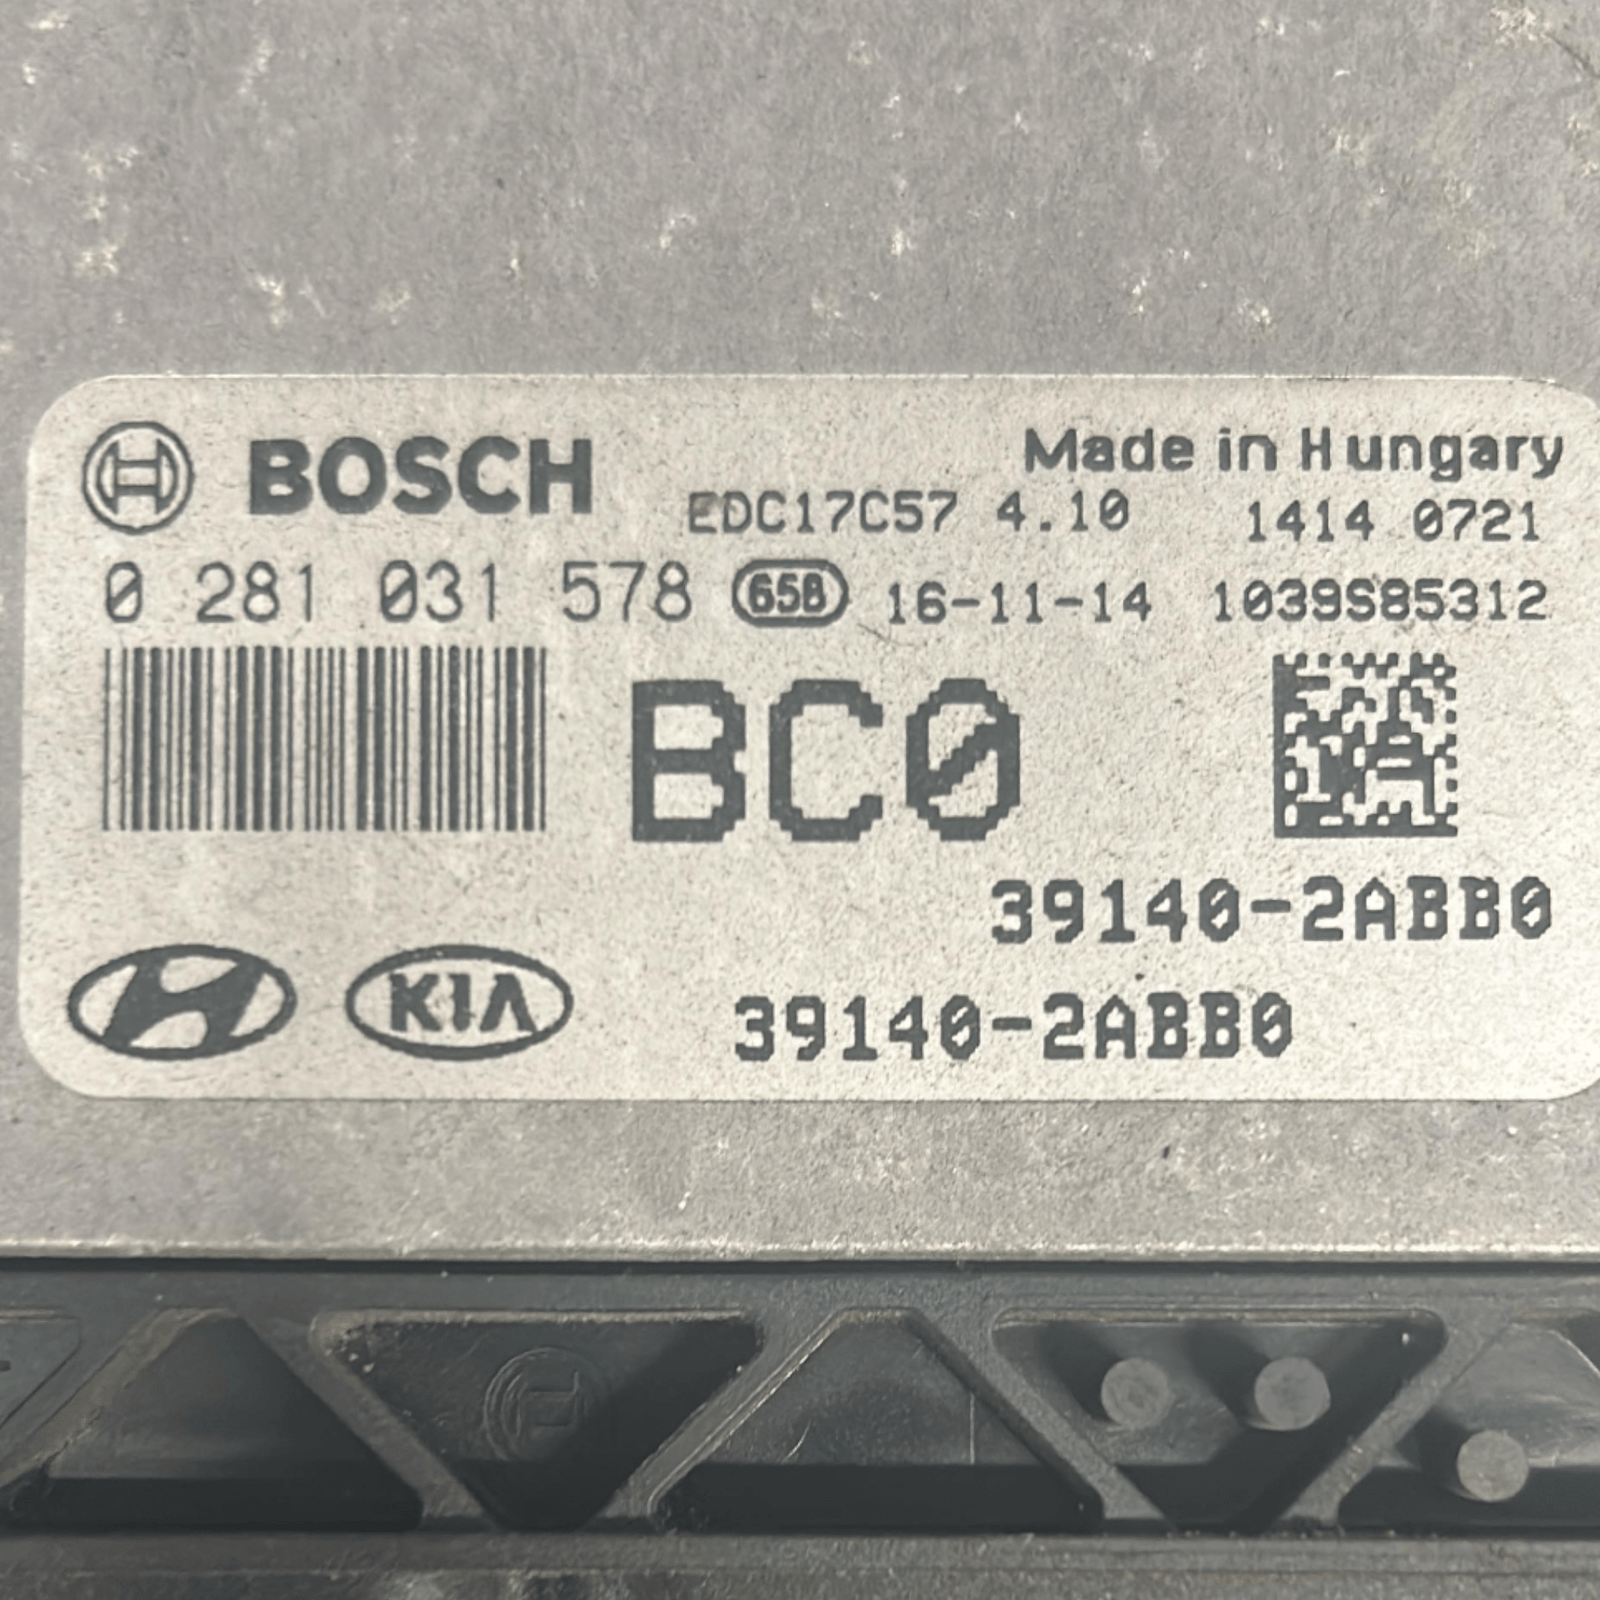 BOSCH
Made in Hungary
EDC17C57 4.10
1414 0721
0 281 031 578 65B 16-11-14 1039S85312
BC0
39140-2ABB0
KIA
39140-2ABB0